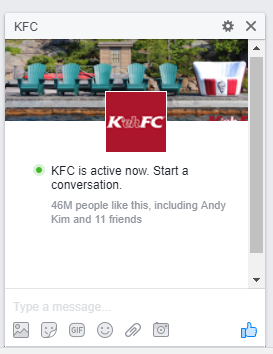 KFC
K'ehFC
KFC is active now. Start a
conversation.
46M people like this, including Andy
Kim and 11 friends
Type a message...
GIF